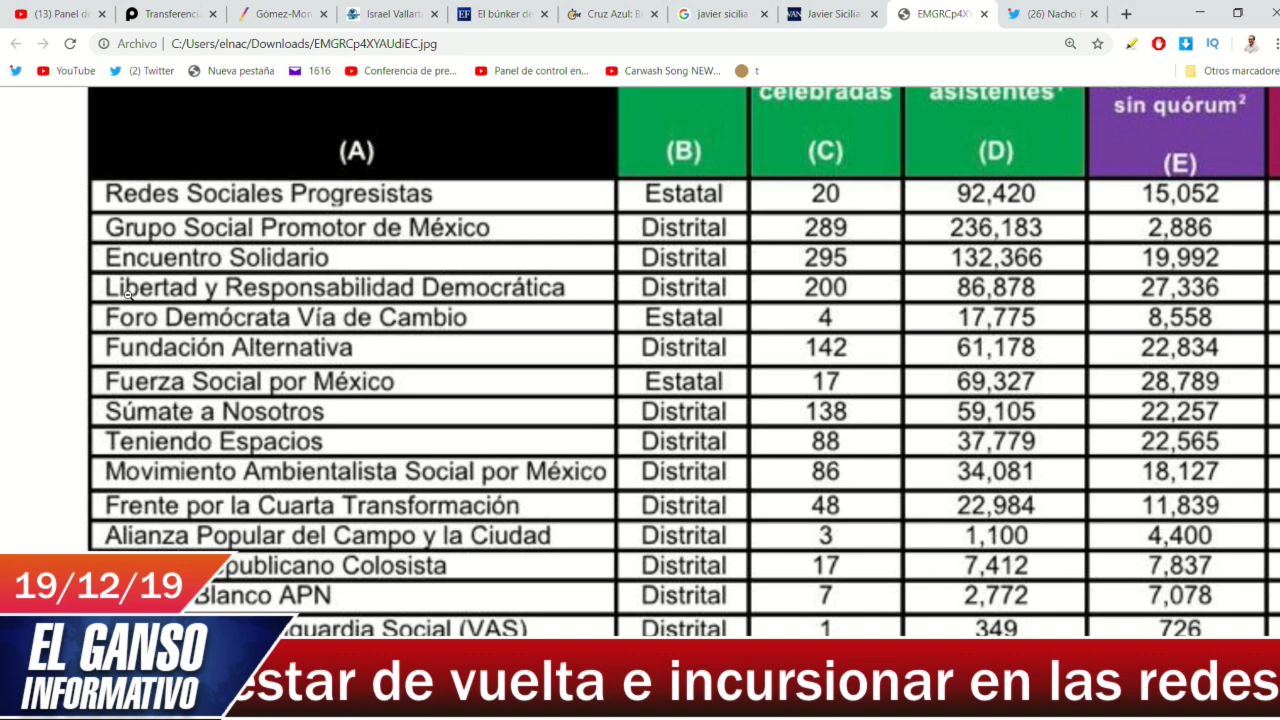 (13) Panel de
Transferencia
Gómez-Mon
Israel Vallart
El búnker de
Cruz Azul: B
javier sicilia
Javier Sicilia
EMGRCp4X
(26) Nacho
Archivo
C:/Users/elnac/Downloads/EMGRCp4XYAUdiEC.jpg
YouTube
(2) Twitter
Nueva pestaña
1616
Conferencia de pre...
Panel de control en...
Carwash Song NEW...
t
Otros marcadore
celebradas asistentes¹ sin quórum²
(A) (B) (C) (D) (E)
Redes Sociales Progresistas Estatal 20 92,420 15,052
Grupo Social Promotor de México Distrital 289 236,183 2,886
Encuentro Solidario Distrital 295 132,366 19,992
Libertad y Responsabilidad Democrática Distrital 200 86,878 27,336
Foro Demócrata Vía de Cambio Estatal 4 17,775 8,558
Fundación Alternativa Distrital 142 61,178 22,834
Fuerza Social por México Estatal 17 69,327 28,789
Súmate a Nosotros Distrital 138 59,105 22,257
Teniendo Espacios Distrital 88 37,779 22,565
Movimiento Ambientalista Social por México Distrital 86 34,081 18,127
Frente por la Cuarta Transformación Distrital 48 22,984 11,839
Alianza Popular del Campo y la Ciudad Distrital 3 1,100 4,400
publicano Colosista Distrital 17 7,412 7,837
Blanco APN Distrital 7 2,772 7,078
guardia Social (VAS) Distrital 1 349 726
19/12/19
EL GANSO
INFORMATIVO
estar de vuelta e incursionar en las redes